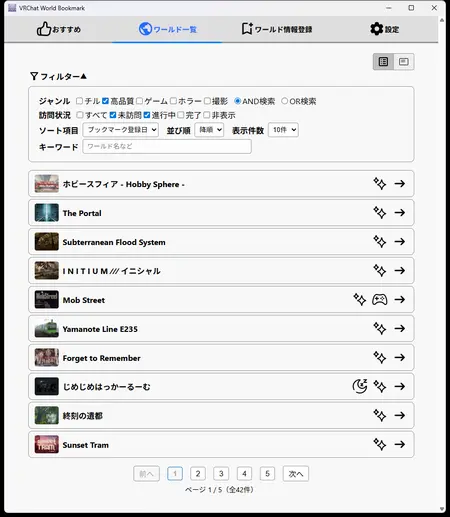 VRChat World Bookmark
おすすめ ワールド一覧 ワールド情報登録 設定
フィルター▲
ジャンル チル 高品質 ゲーム ホラー 撮影 AND検索 OR検索
訪問状況 すべて 未訪問 進行中 完了 非表示
ソート項目 ブックマーク登録日 並び順 降順 表示件数 10件
キーワード ワールド名など
ホビースフィア - Hobby Sphere -
The Portal
Subterranean Flood System
I N I T I U M /// イニシャル
Mob Street
Yamanote Line E235
Forget to Remember
じめじめはっかーるーむ
終刻の遺都
Sunset Tram
前へ 1 2 3 4 5 次へ
ページ 1 / 5（全42件）